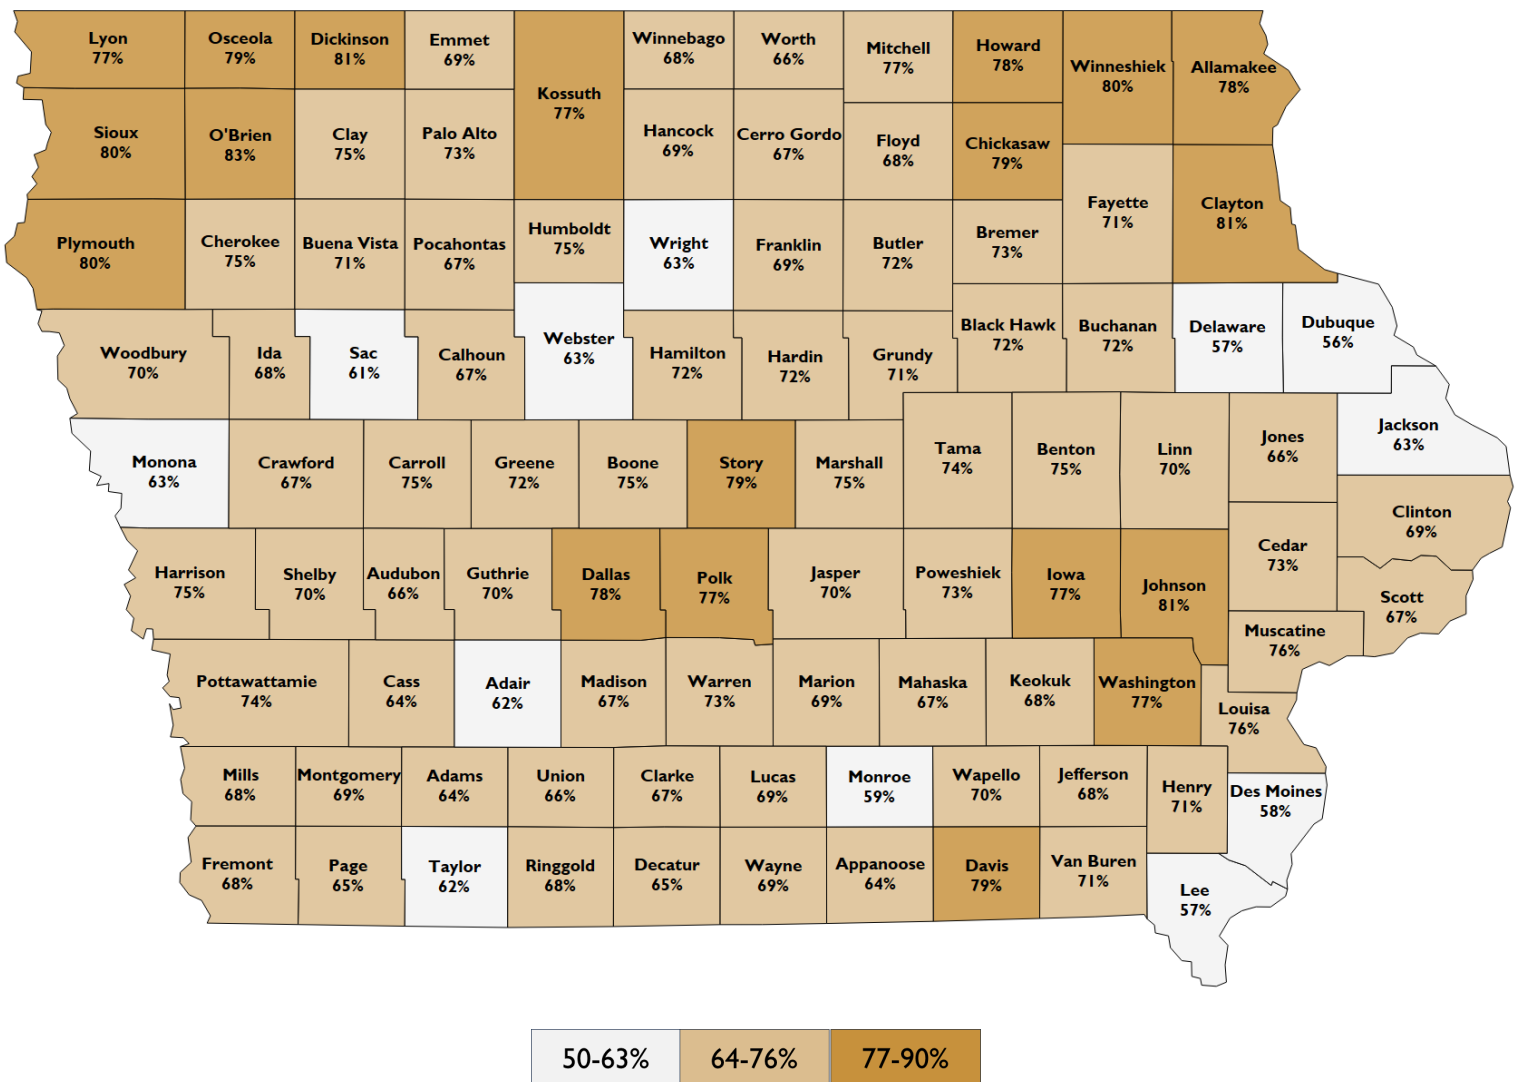 Lyon
77%
Osceola
79%
Dickinson
81%
Emmet
69%
Kossuth
77%
Winnebago
68%
Worth
66%
Mitchell
77%
Howard
78%
Winneshiek
80%
Allamakee
78%
Sioux
80%
O'Brien
83%
Clay
75%
Palo Alto
73%
Hancock
69%
Cerro Gordo
67%
Floyd
68%
Chickasaw
79%
Fayette
71%
Clayton
81%
Plymouth
80%
Cherokee
75%
Buena Vista
71%
Pocahontas
67%
Humboldt
75%
Wright
63%
Franklin
69%
Butler
72%
Bremer
73%
Woodbury
70%
Ida
68%
Sac
61%
Calhoun
67%
Webster
63%
Hamilton
72%
Hardin
72%
Grundy
71%
Black Hawk
72%
Buchanan
72%
Delaware
57%
Dubuque
56%
Monona
63%
Crawford
67%
Carroll
75%
Greene
72%
Boone
75%
Story
79%
Marshall
75%
Tama
74%
Benton
75%
Linn
70%
Jones
66%
Jackson
63%
Clinton
69%
Harrison
75%
Shelby
70%
Audubon
66%
Guthrie
70%
Dallas
78%
Polk
77%
Jasper
70%
Poweshiek
73%
Iowa
77%
Johnson
81%
Cedar
73%
Scott
67%
Muscatine
76%
Pottawattamie
74%
Cass
64%
Adair
62%
Madison
67%
Warren
73%
Marion
69%
Mahaska
67%
Keokuk
68%
Washington
77%
Louisa
76%
Mills
68%
Montgomery
69%
Adams
64%
Union
66%
Clarke
67%
Lucas
69%
Monroe
59%
Wapello
70%
Jefferson
68%
Henry
71%
Des Moines
58%
Fremont
68%
Page
65%
Taylor
62%
Ringgold
68%
Decatur
65%
Wayne
69%
Appanoose
64%
Davis
79%
Van Buren
71%
Lee
57%
50-63%
64-76%
77-90%